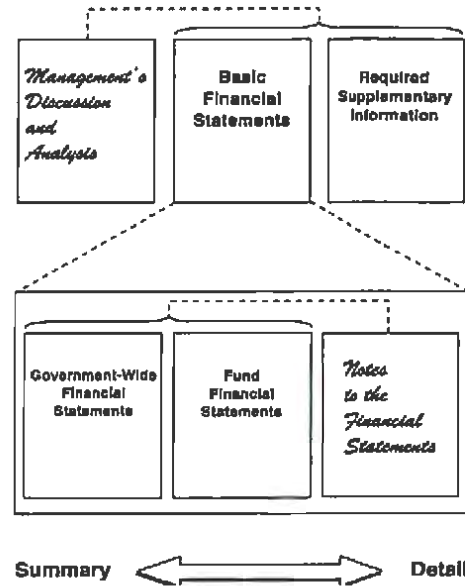 Management's
Discussion
and
Analysis
Basic
Financial
Statements
Required
Supplementary
Information
Government-Wide
Financial
Statements
Fund
Financial
Statements
Notes
to the
Financial
Statements
Summary
Detail